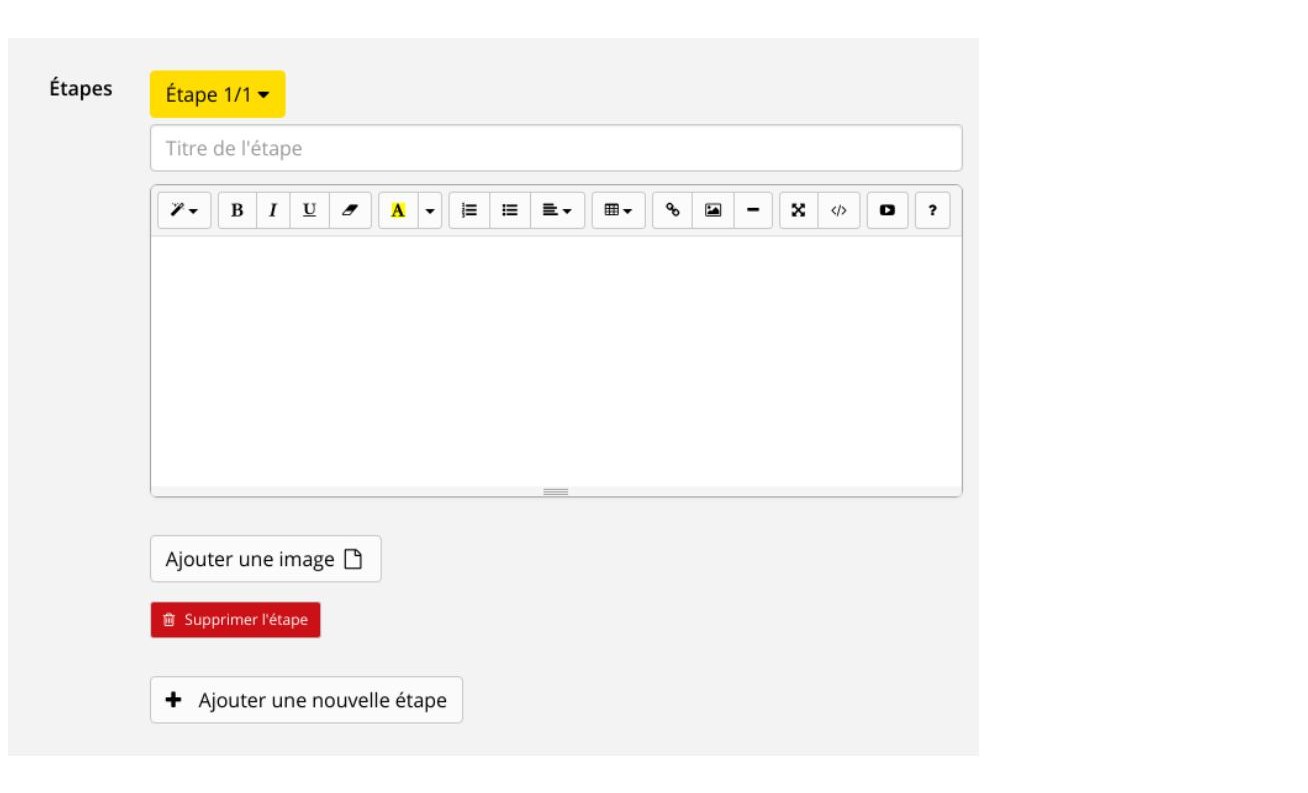 Étapes
Étape 1/1
Titre de l'étape
B I U A </> ?
Ajouter une image
Supprimer l'étape
Ajouter une nouvelle étape